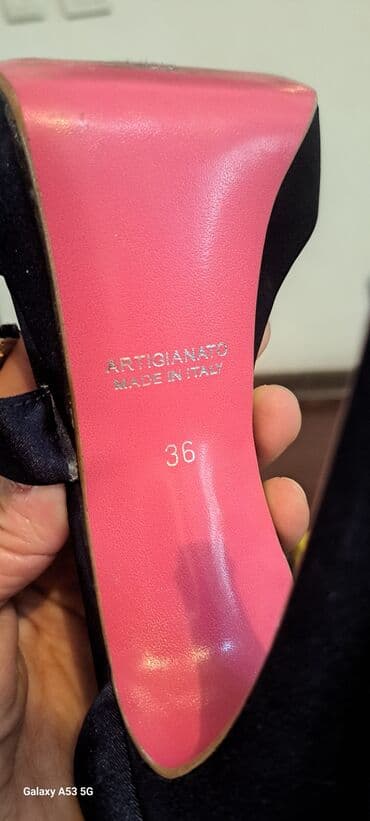 ARTIGIANATO
MADE IN ITALY
36
Galaxy A53 5G